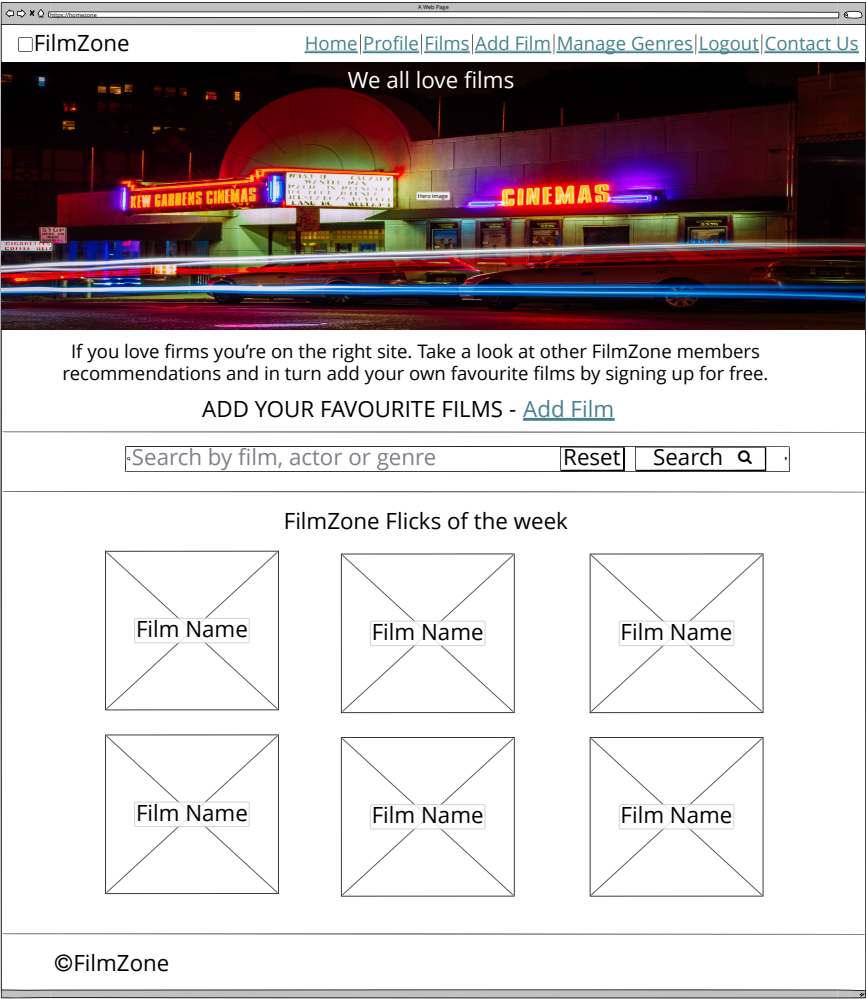 A Web Page
https://homezone
FilmZone
Home Profile Films Add Film Manage Genres Logout Contact Us
We all love films
KEW GARDENS CINEMAS
CINEMAS
Hero image
STOP
If you love firms you’re on the right site. Take a look at other FilmZone members
recommendations and in turn add your own favourite films by signing up for free.
ADD YOUR FAVOURITE FILMS - Add Film
Search by film, actor or genre Reset Search
FilmZone Flicks of the week
Film Name Film Name Film Name
Film Name Film Name Film Name
©FilmZone